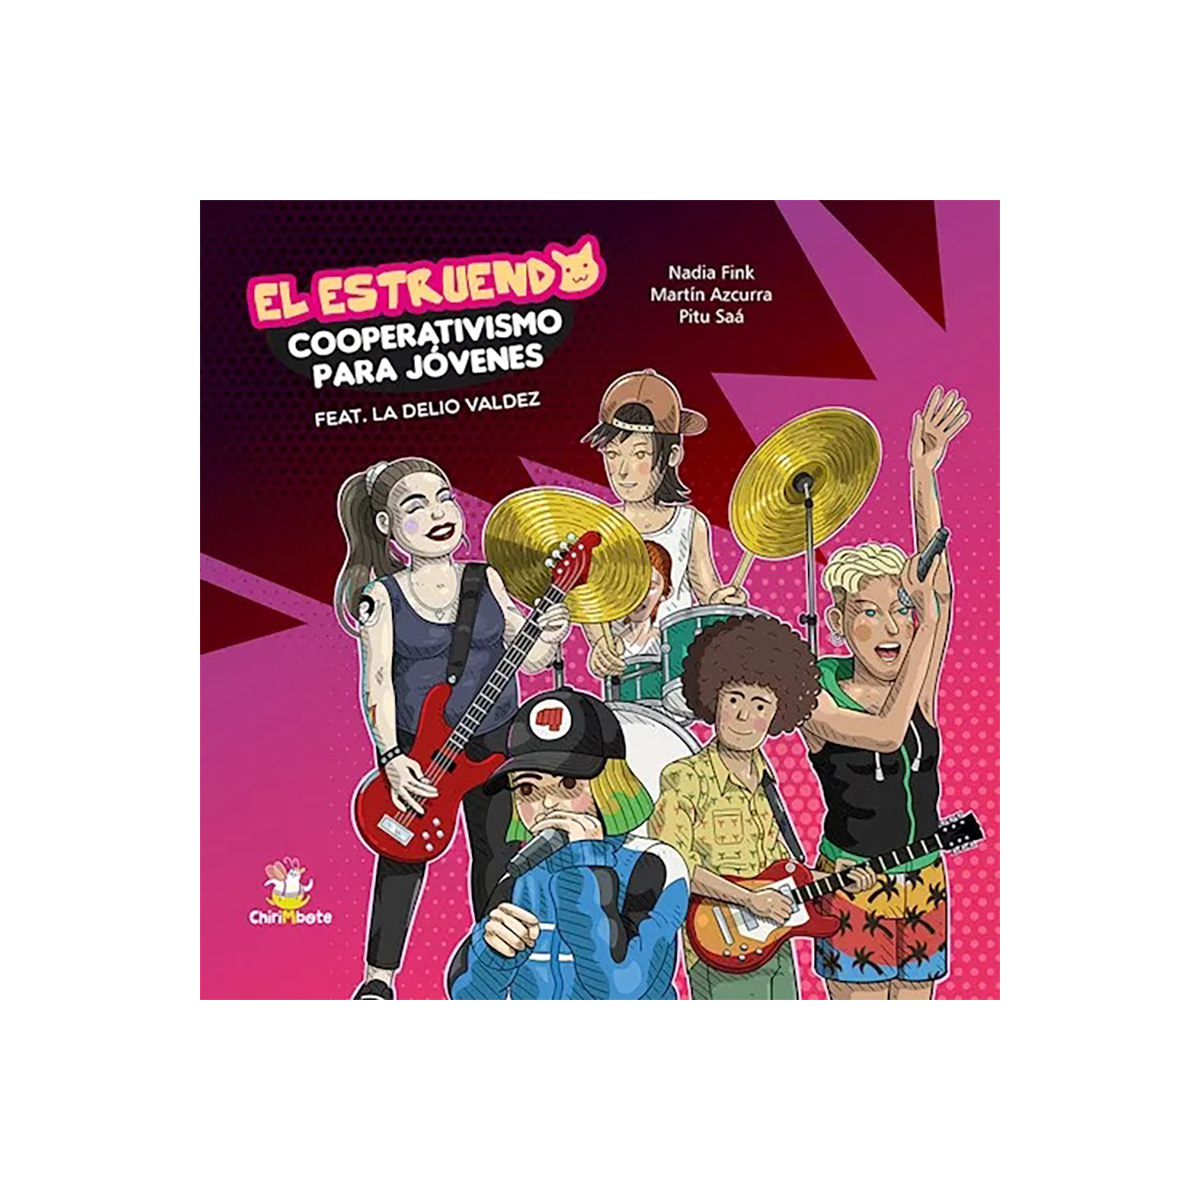 EL ESTRUENDO
COOPERATIVISMO
PARA JÓVENES
FEAT. LA DELIO VALDEZ
Nadia Fink
Martín Azcurra
Pitu Saá
ChiriMbote